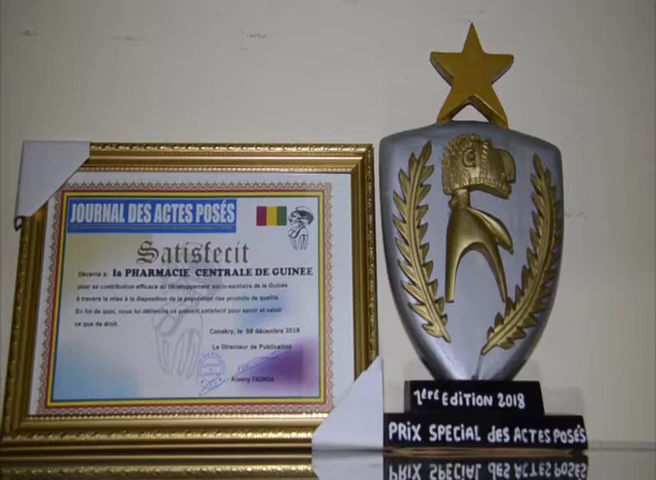 JOURNAL DES ACTES POSÉS
Satisfecit
Décerné à: la PHARMACIE CENTRALE DE GUINEE
pour sa contribution efficace au développement socio-sanitaire de la Guinée
à travers la mise à la disposition de la population des produits de qualité.
En foi de quoi, nous lui délivrons ce présent satisfecit pour servir et valoir
ce que de droit.
Conakry, le 08 décembre 2018
Le Directeur de Publication
Aseny
1ère EDITION 2018
PRIX SPECIAL des ACTES POSÉS